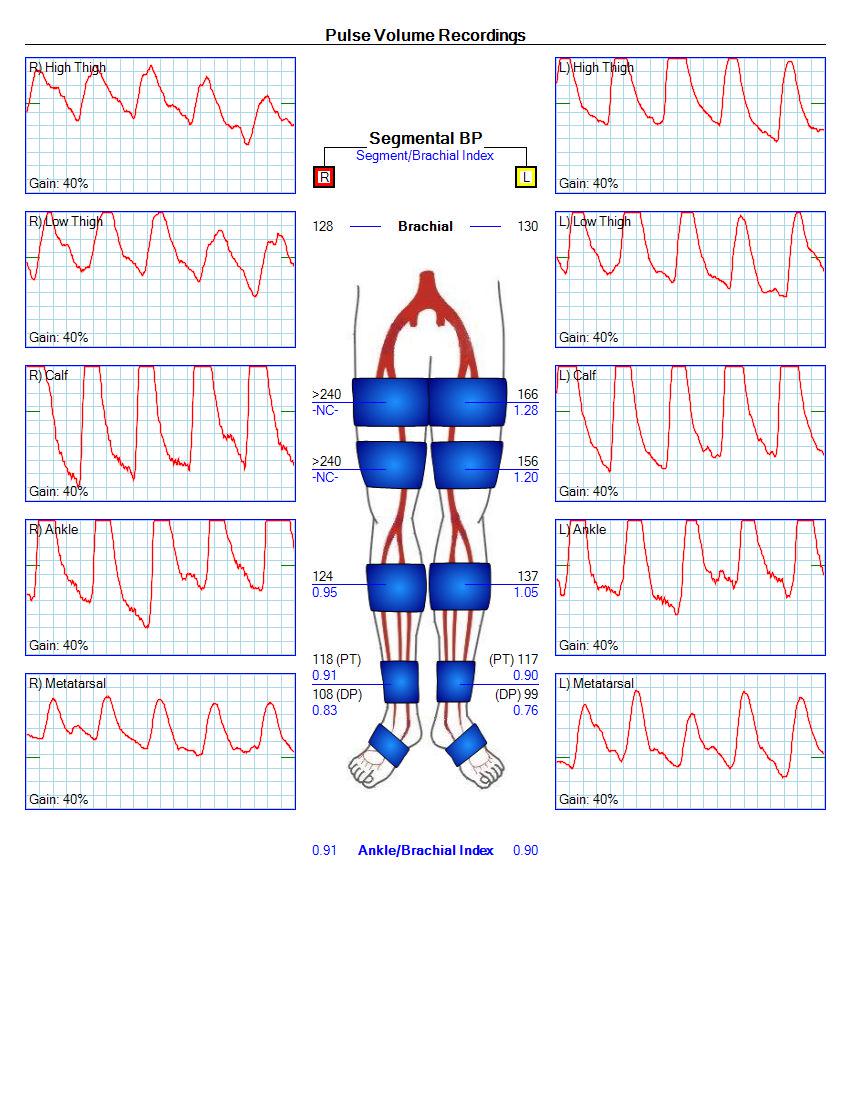 Pulse Volume Recordings
R) High Thigh
Gain: 40%
L) High Thigh
Gain: 40%
Segmental BP
Segment/Brachial Index
R
L
128 Brachial 130
R) Low Thigh
Gain: 40%
L) Low Thigh
Gain: 40%
>240
-NC-
166
1.28
R) Calf
Gain: 40%
L) Calf
Gain: 40%
>240
-NC-
156
1.20
R) Ankle
Gain: 40%
L) Ankle
Gain: 40%
124
0.95
137
1.05
118 (PT)
0.91
108 (DP)
0.83
(PT) 117
0.90
(DP) 99
0.76
R) Metatarsal
Gain: 40%
L) Metatarsal
Gain: 40%
0.91 Ankle/Brachial Index 0.90